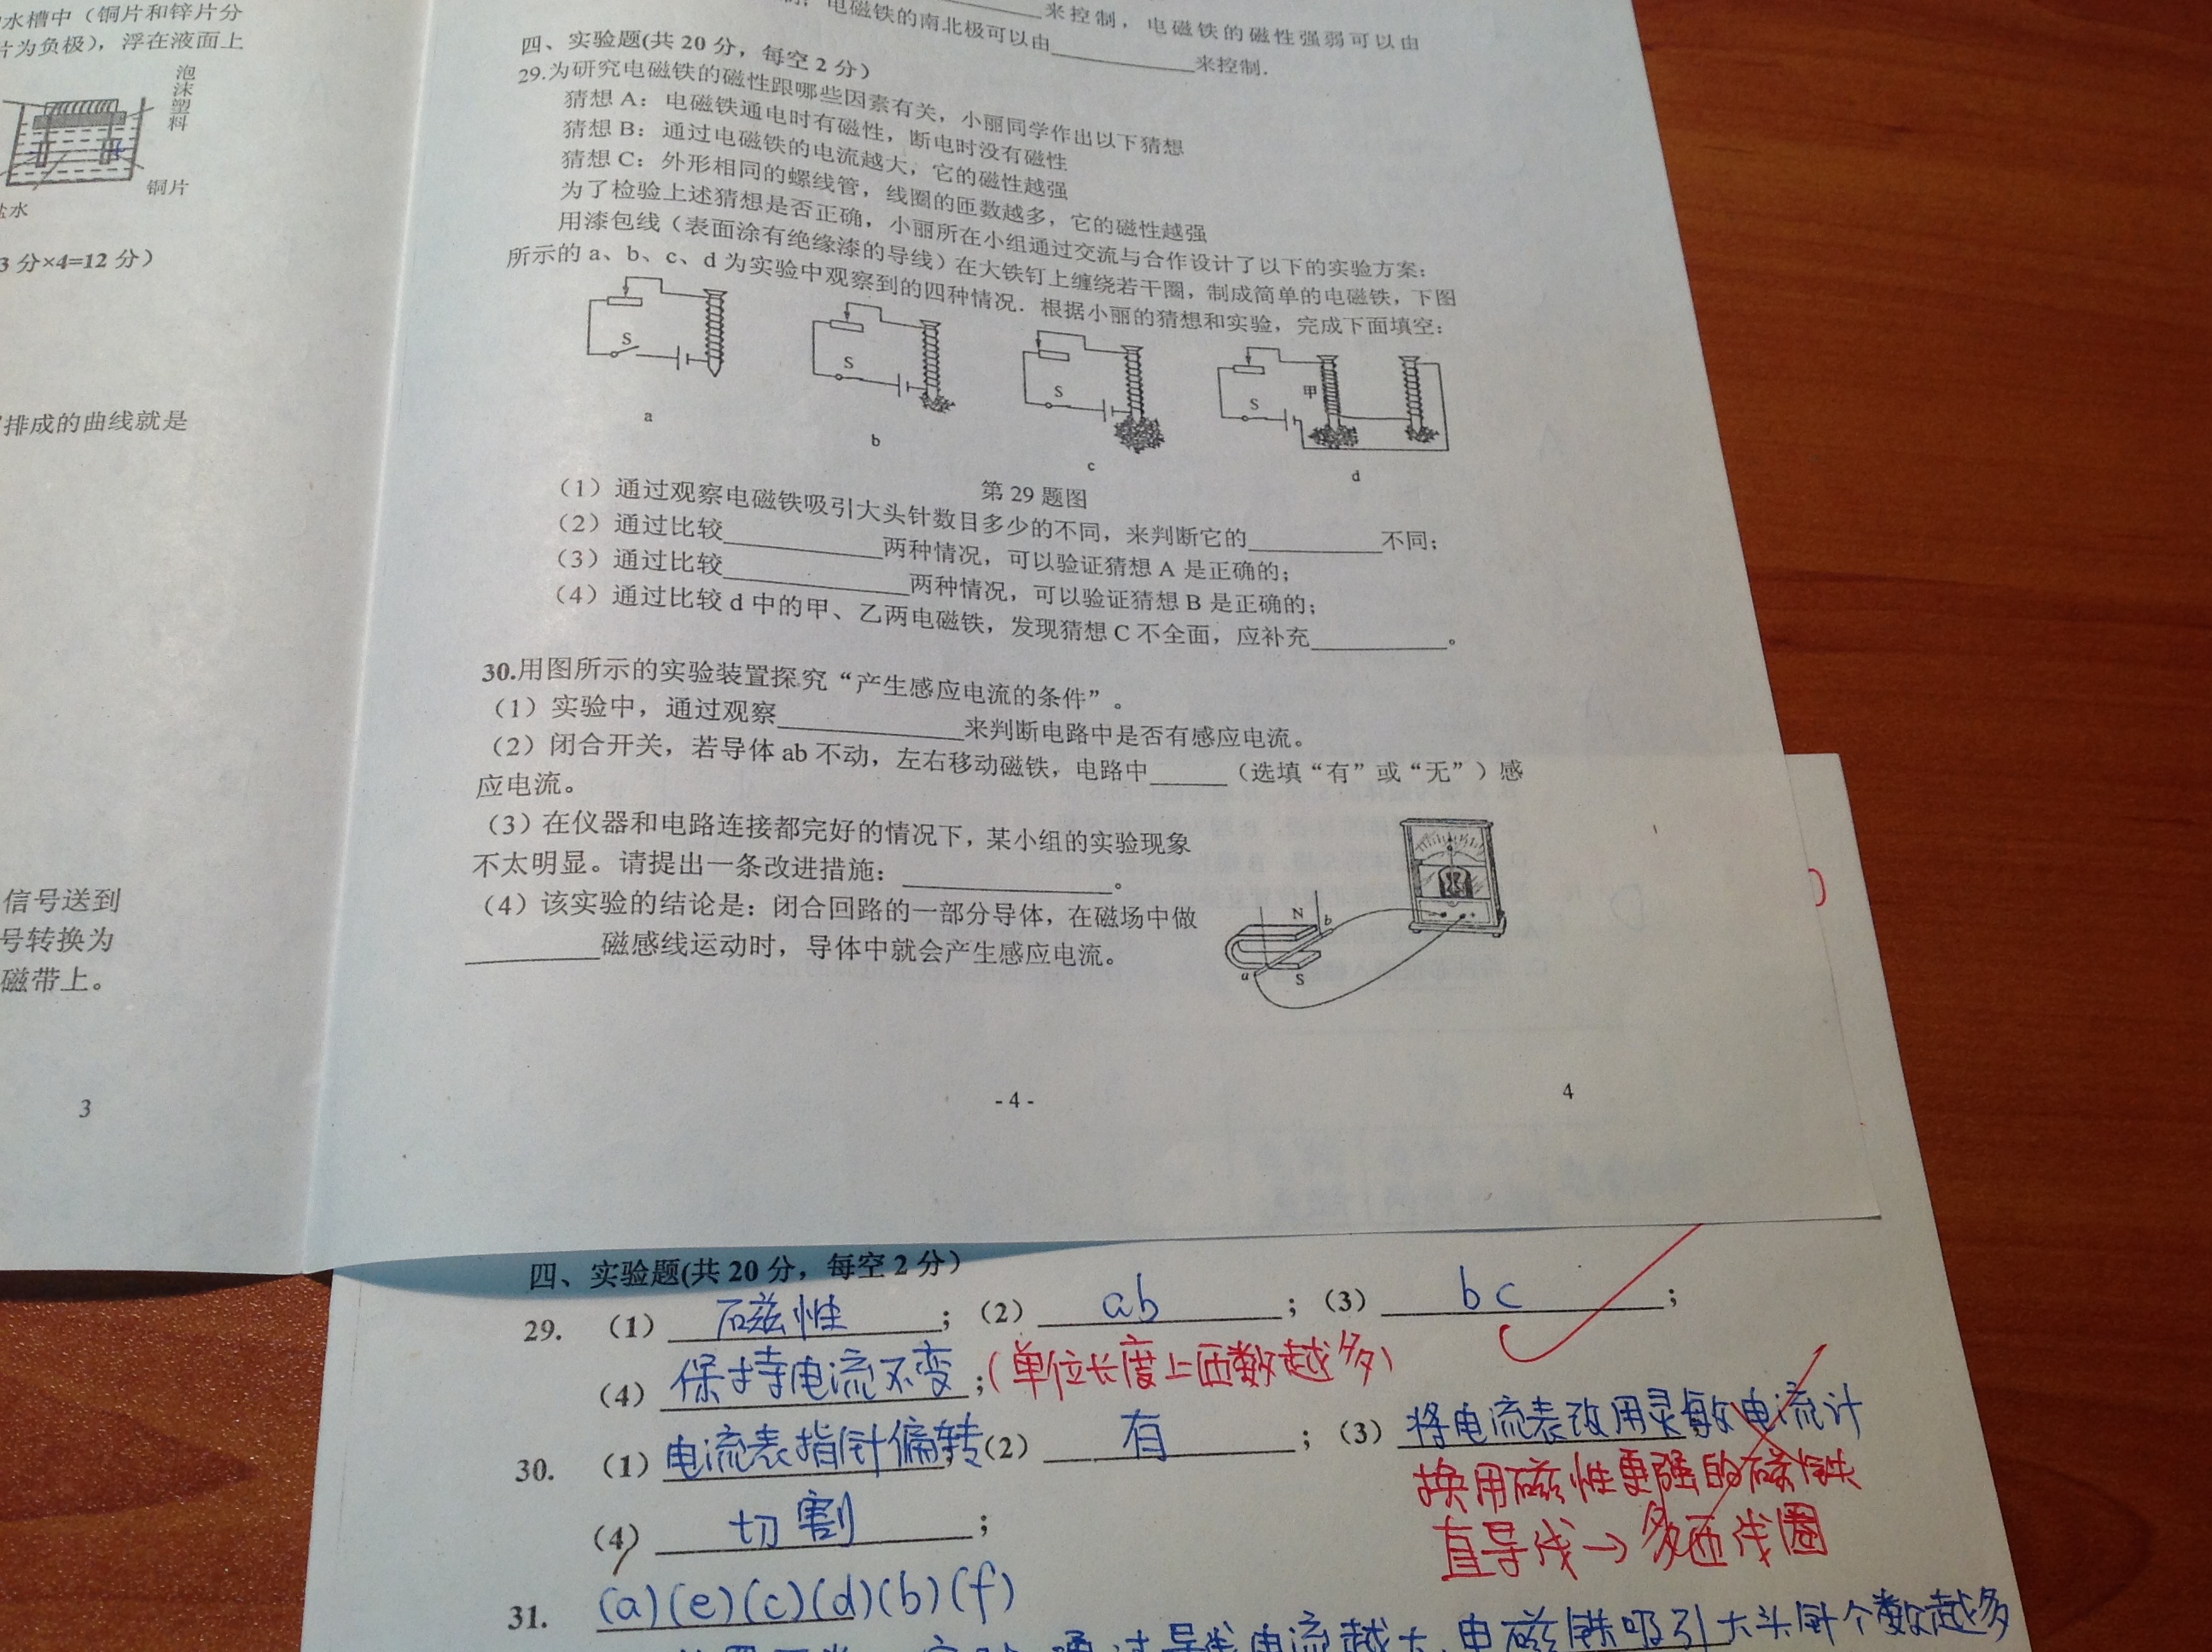 水槽中（铜片和锌片分
片为负极），浮在液面上
泡沫塑料
铜片
盐水
3 分×4=12 分）
排成的曲线就是
信号送到
号转换为
磁带上。
3
来控制，电磁铁的磁性强弱可以由
电磁铁的南北极可以由__________来控制.
四、实验题(共 20 分，每空 2 分）
29.为研究电磁铁的磁性跟哪些因素有关，小丽同学作出以下猜想
猜想 A：电磁铁通电时有磁性，断电时没有磁性
猜想 B：通过电磁铁的电流越大，它的磁性越强
猜想 C：外形相同的螺线管，线圈的匝数越多，它的磁性越强
为了检验上述猜想是否正确，小丽所在小组通过交流与合作设计了以下的实验方案：
用漆包线（表面涂有绝缘漆的导线）在大铁钉上缠绕若干圈，制成简单的电磁铁，下图
所示的 a、b、c、d 为实验中观察到的四种情况．根据小丽的猜想和实验，完成下面填空：
S
S
S
S 甲
a
b
c
d
第 29 题图
（1）通过观察电磁铁吸引大头针数目多少的不同，来判断它的__________不同；
（2）通过比较__________两种情况，可以验证猜想 A 是正确的；
（3）通过比较__________两种情况，可以验证猜想 B 是正确的；
（4）通过比较 d 中的甲、乙两电磁铁，发现猜想 C 不全面，应补充__________。
30.用图所示的实验装置探究“产生感应电流的条件”。
（1）实验中，通过观察__________来判断电路中是否有感应电流。
（2）闭合开关，若导体 ab 不动，左右移动磁铁，电路中_____（选填“有”或“无”）感
应电流。
（3）在仪器和电路连接都完好的情况下，某小组的实验现象
不太明显。请提出一条改进措施：__________。
（4）该实验的结论是：闭合回路的一部分导体，在磁场中做
__________磁感线运动时，导体中就会产生感应电流。
N b
a S
- 4 -
4
四、实验题(共 20 分，每空 2 分）
29. （1）磁性；（2）ab；（3）bc；
（4）保持电流不变；（单位长度上匝数越多）
30. （1）电流表指针偏转（2）有；（3）将电流表改用灵敏电流计
换用磁性更强的磁铁
（4）切割；
直导线→多匝线圈
31. (a)(e)(c)(d)(b)(f)
通过导线电流越大，电磁铁吸引大头针个数越多